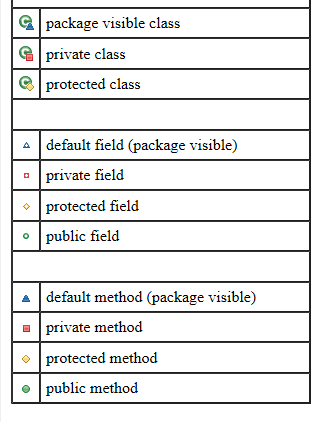 package visible class
private class
protected class
default field (package visible)
private field
protected field
public field
default method (package visible)
private method
protected method
public method